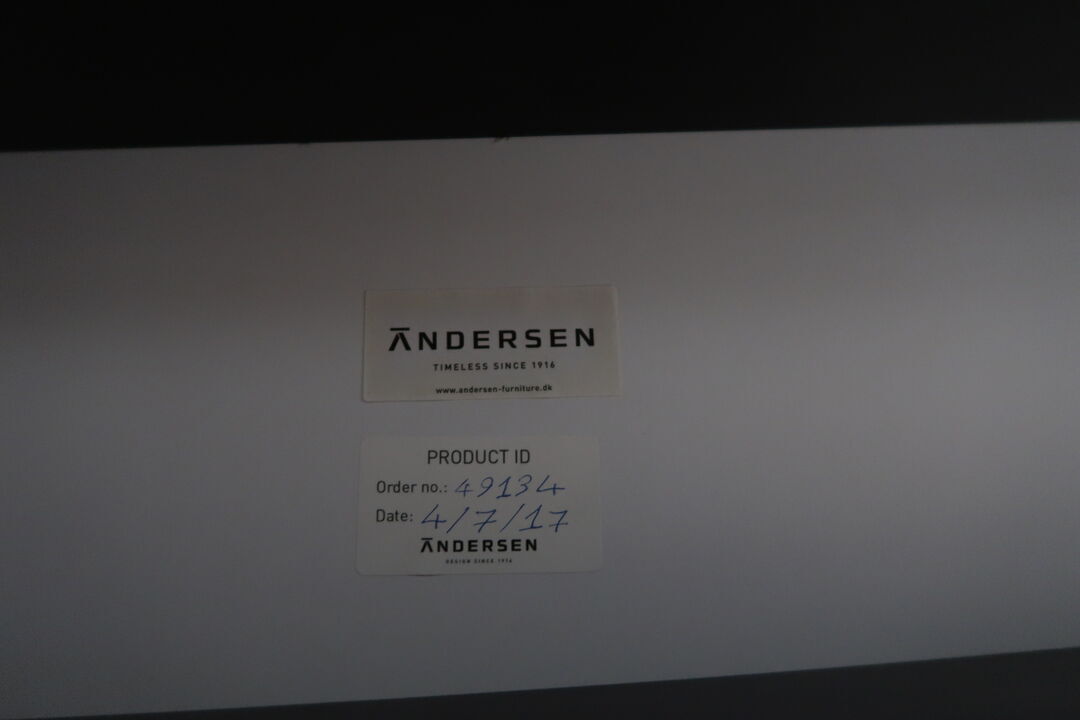 ĀNDERSEN
TIMELESS SINCE 1916
www.andersen-furniture.dk
PRODUCT ID
Order no.: 49134
Date: 4/7/17
ĀNDERSEN
DESIGN SINCE 1916